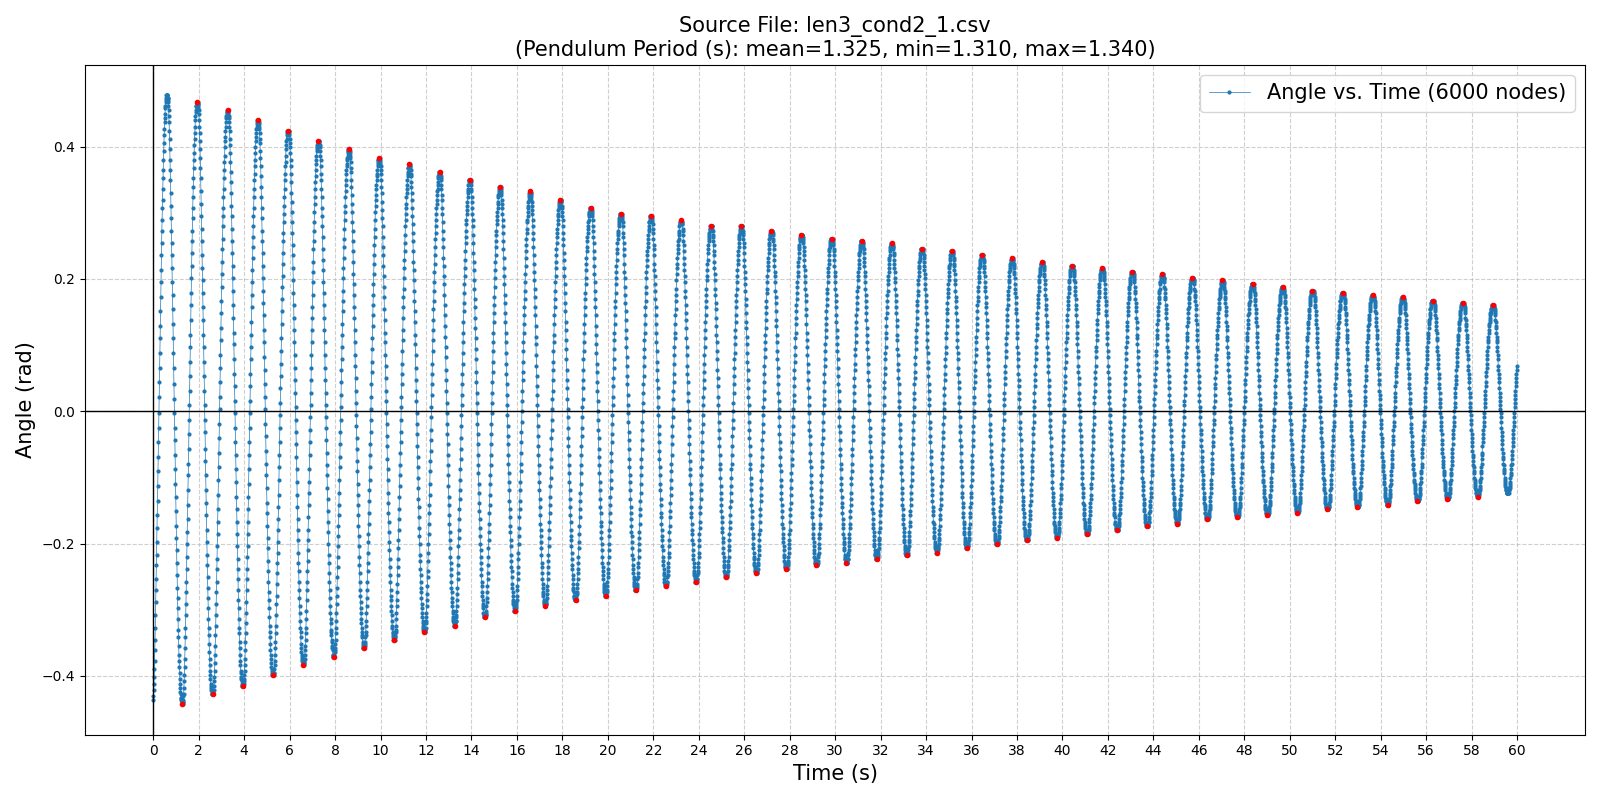 Source File: len3_cond2_1.csv
(Pendulum Period (s): mean=1.325, min=1.310, max=1.340)
Angle vs. Time (6000 nodes)
Angle (rad)
0.4
0.2
0.0
−0.2
−0.4
0 2 4 6 8 10 12 14 16 18 20 22 24 26 28 30 32 34 36 38 40 42 44 46 48 50 52 54 56 58 60
Time (s)